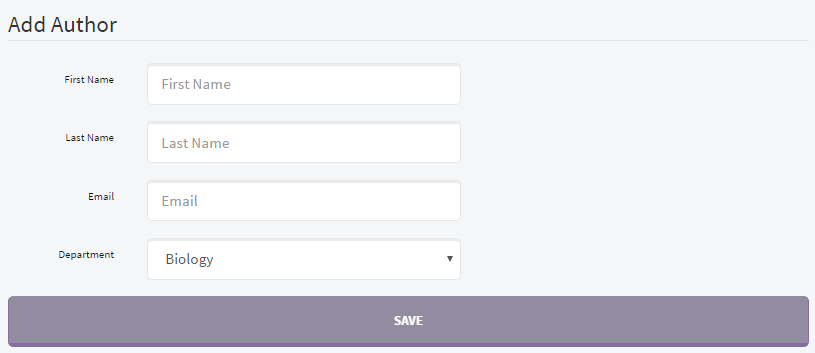 Add Author
First Name First Name
Last Name Last Name
Email Email
Department Biology
SAVE